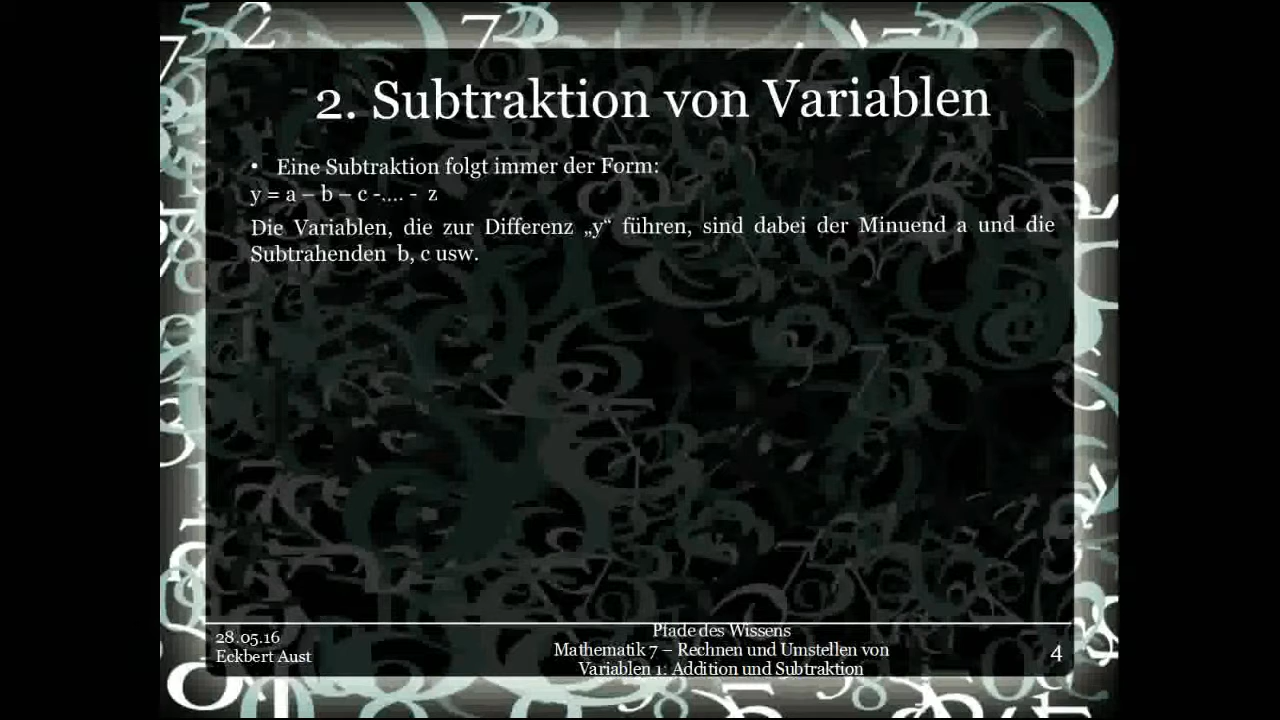 2. Subtraktion von Variablen
• Eine Subtraktion folgt immer der Form:
y = a – b – c -.... - z
Die Variablen, die zur Differenz „y“ führen, sind dabei der Minuend a und die
Subtrahenden b, c usw.
28.05.16
Eckbert Aust
Pfade des Wissens
Mathematik 7 – Rechnen und Umstellen von
Variablen 1: Addition und Subtraktion
4